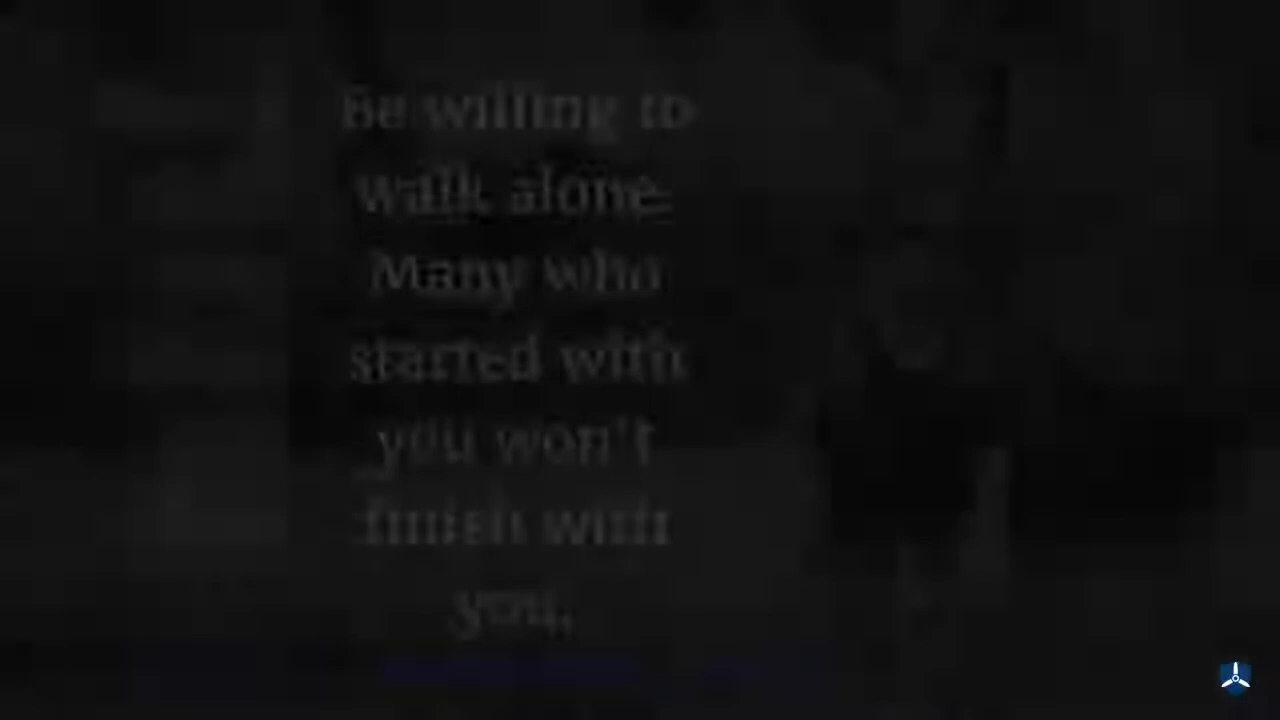 Be willing to
walk alone.
Many who
started with
you won't
finish with
you.